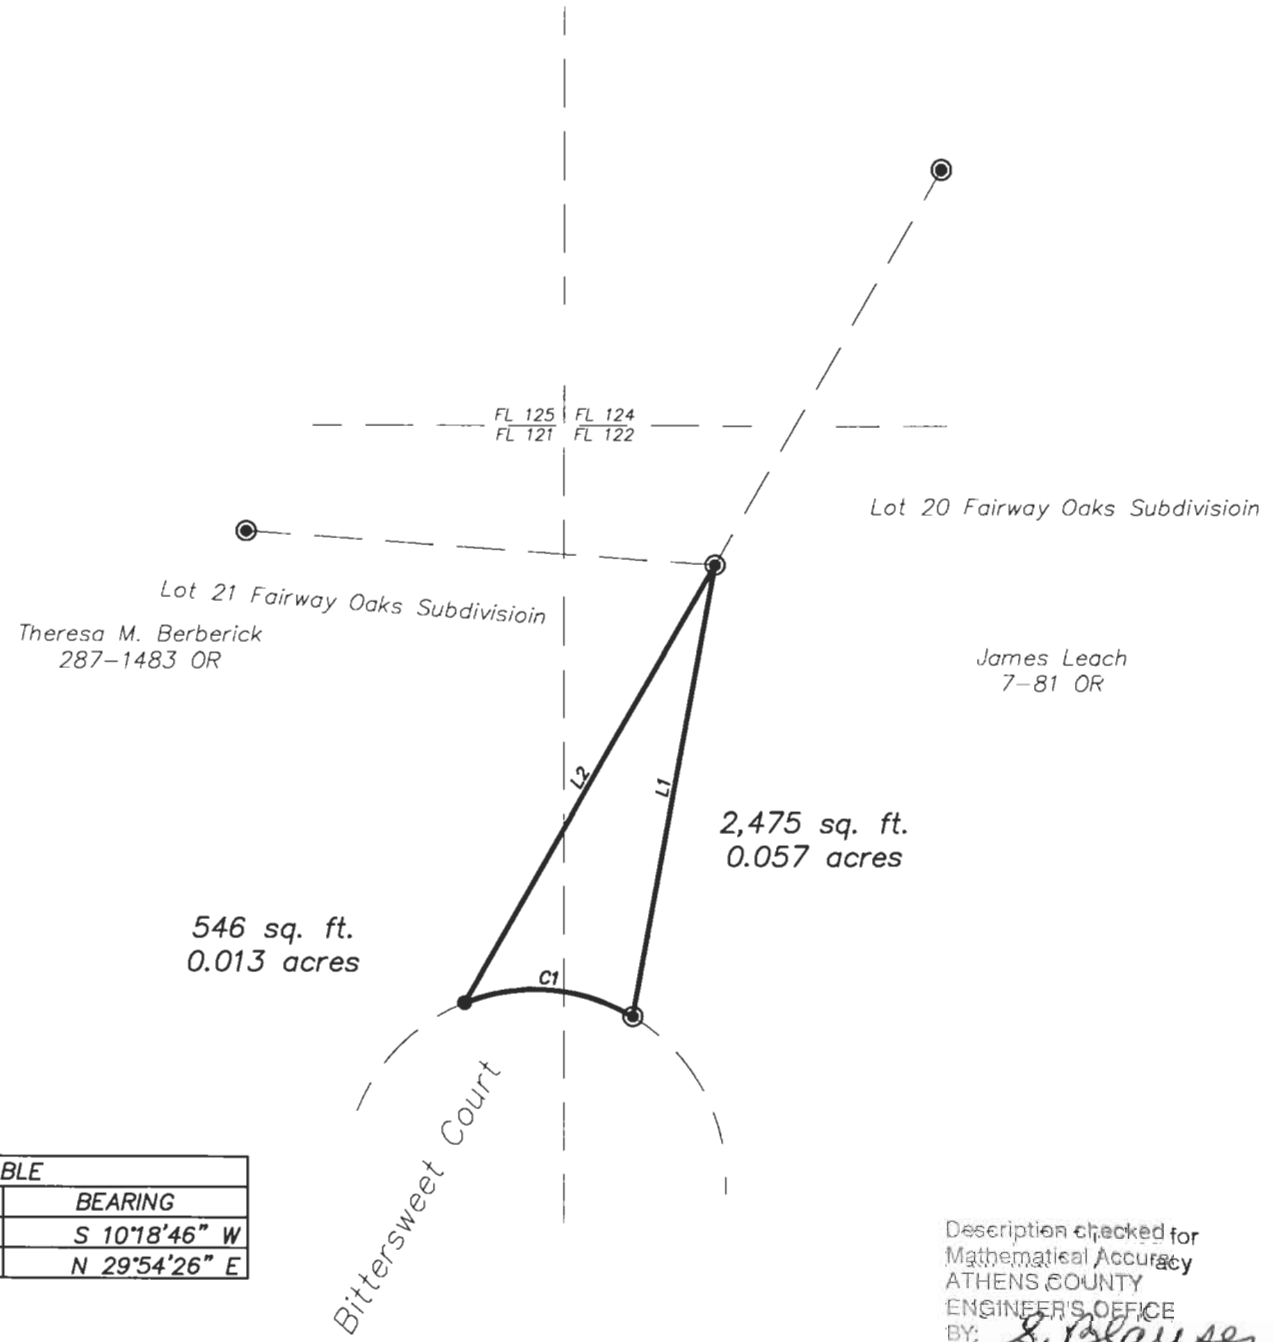 FL 125 FL 124
FL 121 FL 122
Lot 20 Fairway Oaks Subdivisioin
Lot 21 Fairway Oaks Subdivisioin
Theresa M. Berberick
287-1483 OR
James Leach
7-81 OR
L2
L1
2,475 sq. ft.
0.057 acres
546 sq. ft.
0.013 acres
C1
Bittersweet Court
BLE
BEARING
S 10°18'46" W
N 29°54'26" E
Description checked for
Mathematical Accuracy
ATHENS COUNTY
ENGINEER'S OFFICE
BY: